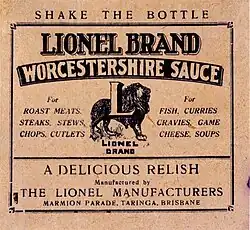 SHAKE THE BOTTLE
LIONEL BRAND
WORCESTERSHIRE SAUCE
For
ROAST MEATS,
STEAKS, STEWS,
CHOPS, CUTLETS
L
LIONEL
BRAND
For
FISH, CURRIES
GRAVIES, GAME
CHEESE, SOUPS
A DELICIOUS RELISH
Manufactured by
THE LIONEL MANUFACTURERS
MARMION PARADE, TARINGA, BRISBANE